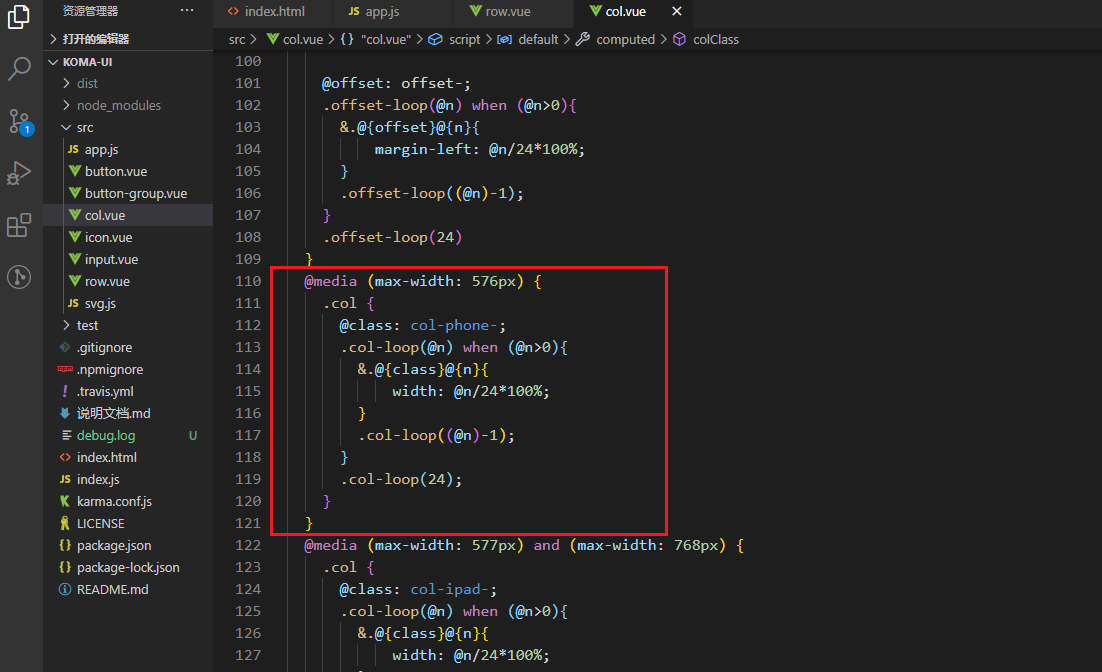 资源管理器 ···
打开的编辑器
KOMA-UI
dist
node_modules
src
JS app.js
button.vue
button-group.vue
col.vue
icon.vue
input.vue
row.vue
JS svg.js
test
.gitignore
.npmignore
! .travis.yml
说明文档.md
debug.log U
<> index.html
JS index.js
karma.conf.js
LICENSE
{} package.json
{} package-lock.json
README.md
1
<> index.html JS app.js row.vue col.vue ×
src > col.vue > {} "col.vue" > script > default > computed > colClass
100
101 @offset: offset-;
102 .offset-loop(@n) when (@n>0){
103 &.@{offset}@{n}{
104 margin-left: @n/24*100%;
105 }
106 .offset-loop((@n)-1);
107 }
108 .offset-loop(24)
109 }
110 @media (max-width: 576px) {
111 .col {
112 @class: col-phone-;
113 .col-loop(@n) when (@n>0){
114 &.@{class}@{n}{
115 width: @n/24*100%;
116 }
117 .col-loop((@n)-1);
118 }
119 .col-loop(24);
120 }
121 }
122 @media (max-width: 577px) and (max-width: 768px) {
123 .col {
124 @class: col-ipad-;
125 .col-loop(@n) when (@n>0){
126 &.@{class}@{n}{
127 width: @n/24*100%;